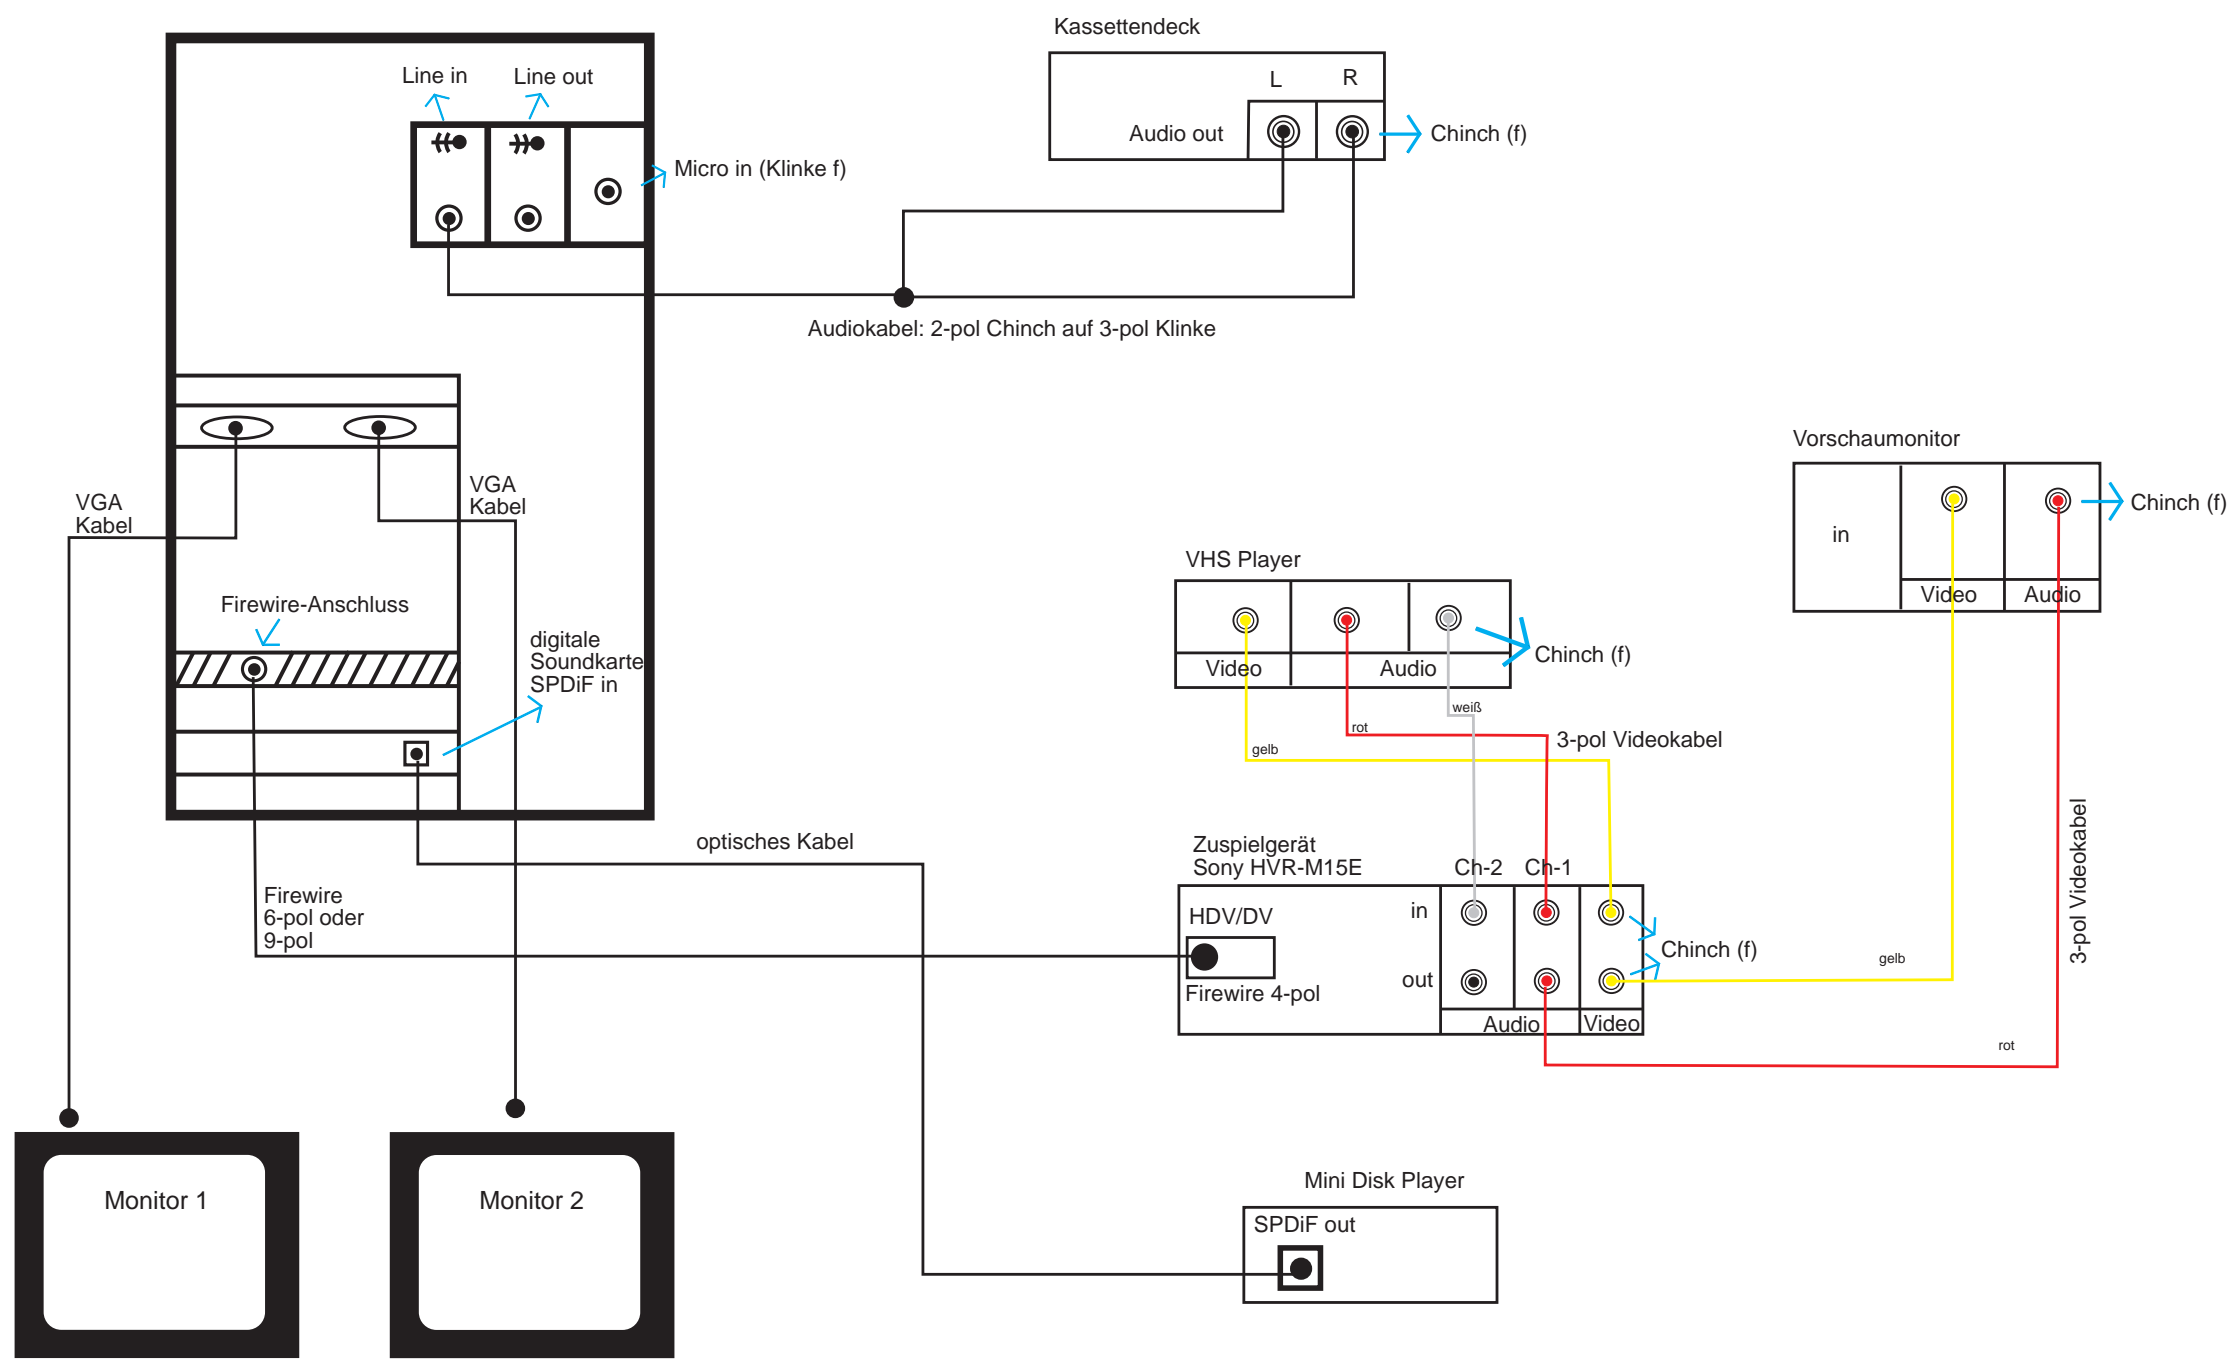 Kassettendeck
Line in
Line out
L
R
Audio out
Chinch (f)
Micro in (Klinke f)
Audiokabel: 2-pol Chinch auf 3-pol Klinke
VGA
Kabel
VGA
Kabel
Vorschaumonitor
in
Chinch (f)
Video
Audio
VHS Player
Chinch (f)
Video
Audio
Firewire-Anschluss
digitale
Soundkarte
SPDiF in
weiß
rot
gelb
3-pol Videokabel
3-pol Videokabel
optisches Kabel
Zuspielgerät
Sony HVR-M15E
Ch-2
Ch-1
HDV/DV
in
out
Firewire 4-pol
Chinch (f)
Audio
Video
gelb
rot
Firewire
6-pol oder
9-pol
Monitor 1
Monitor 2
Mini Disk Player
SPDiF out